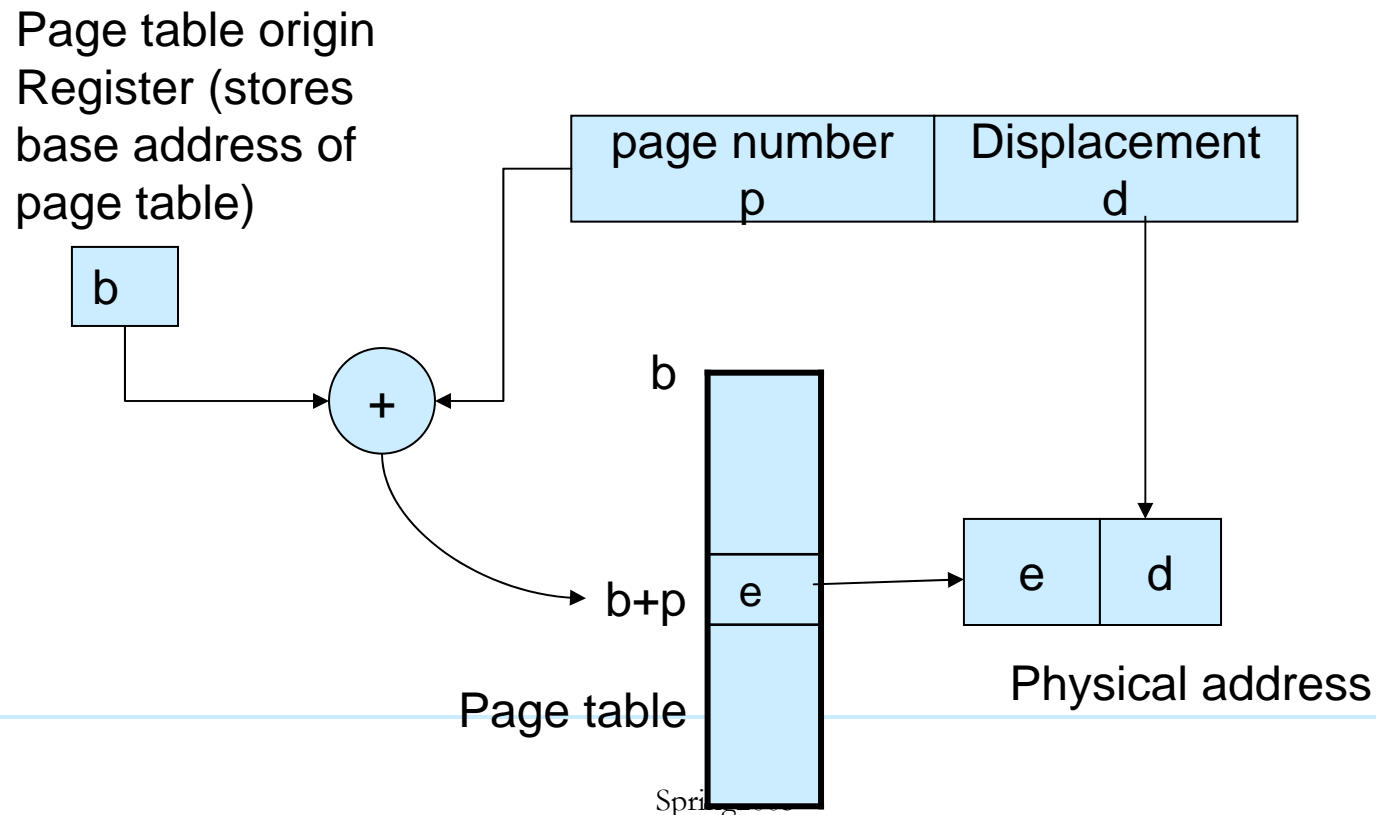 Page table origin
Register (stores
base address of
page table)
page number
p
Displacement
d
b
+
b
b+p
e
e
d
Physical address
Page table